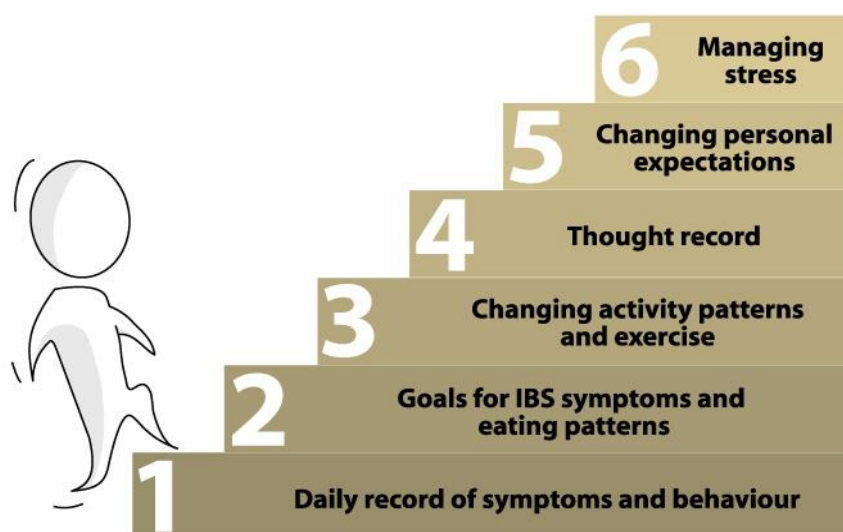 6 Managing
stress
5 Changing personal
expectations
4 Thought record
3 Changing activity patterns
and exercise
2 Goals for IBS symptoms and
eating patterns
1 Daily record of symptoms and behaviour